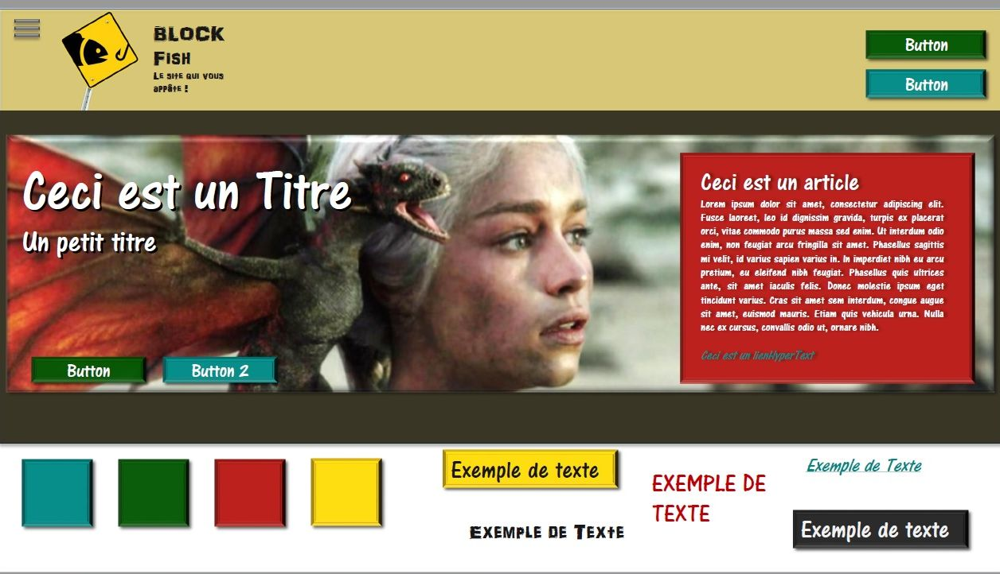 BLOCK
Fish
Le site qui vous
appâte !
Button
Button
Ceci est un Titre
Un petit titre
Button
Button 2
Ceci est un article
Lorem ipsum dolor sit amet, consectetur adipiscing elit.
Fusce laoreet, leo id dignissim gravida, turpis ex placerat
orci, vitae commodo purus massa sed enim. Ut interdum odio
enim, non feugiat arcu fringilla sit amet. Phasellus sagittis
mi velit, id varius sapien varius in. In imperdiet nibh eu arcu
pretium, eu eleifend nibh feugiat. Phasellus quis ultrices
ante, sit amet iaculis felis. Donec molestie ipsum eget
tincidunt varius. Cras sit amet sem interdum, congue augue
sit amet, euismod mauris. Etiam quis vehicula urna. Nulla
nec ex cursus, convallis odio ut, ornare nibh.
Ceci est un lienHyperText
Exemple de texte
Exemple de Texte
EXEMPLE DE
TEXTE
Exemple de Texte
Exemple de texte